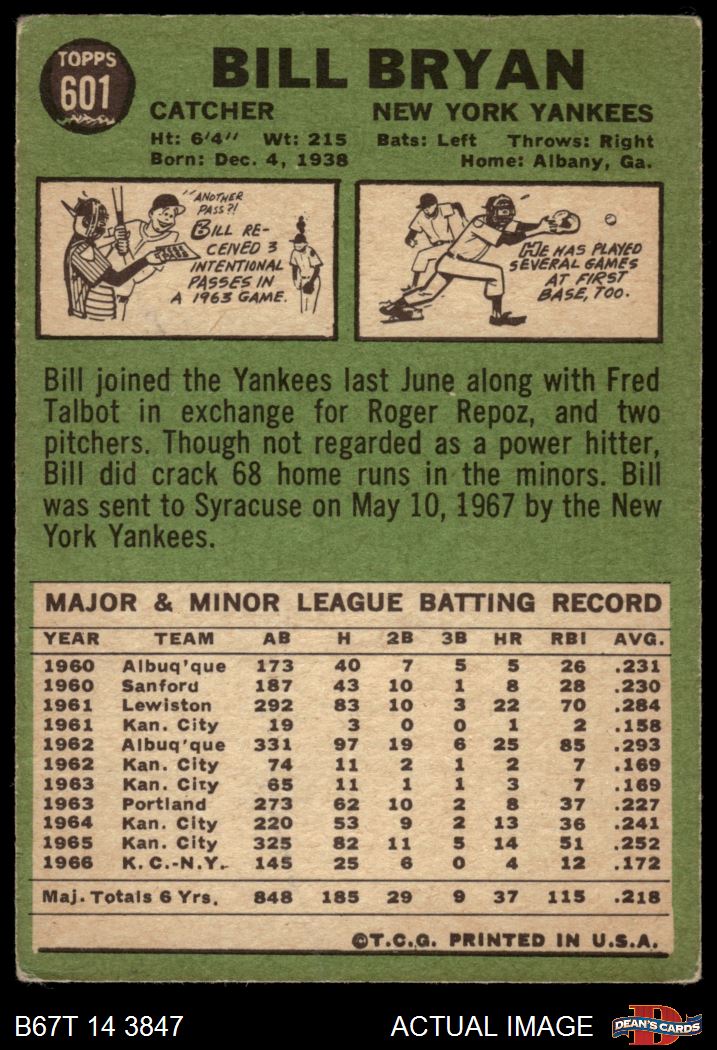 TOPPS
601
BILL BRYAN
CATCHER NEW YORK YANKEES
Ht: 6'4" Wt: 215 Bats: Left Throws: Right
Born: Dec. 4, 1938 Home: Albany, Ga.
"ANOTHER
PASS?!
BILL RE-
CEIVED 3
INTENTIONAL
PASSES IN
A 1963 GAME.
HE HAS PLAYED
SEVERAL GAMES
AT FIRST
BASE, TOO.
Bill joined the Yankees last June along with Fred
Talbot in exchange for Roger Repoz, and two
pitchers. Though not regarded as a power hitter,
Bill did crack 68 home runs in the minors. Bill
was sent to Syracuse on May 10, 1967 by the New
York Yankees.
MAJOR & MINOR LEAGUE BATTING RECORD
YEAR TEAM AB H 2B 3B HR RBI AVG.
1960 Albuq'que 173 40 7 5 5 26 .231
1960 Sanford 187 43 10 1 8 28 .230
1961 Lewiston 292 83 10 3 22 70 .284
1961 Kan. City 19 3 0 0 1 2 .158
1962 Albuq'que 331 97 19 6 25 85 .293
1962 Kan. City 74 11 2 1 2 7 .169
1963 Kan. City 65 11 1 1 3 7 .169
1963 Portland 273 62 10 2 8 37 .227
1964 Kan. City 220 53 9 2 13 36 .241
1965 Kan. City 325 82 11 5 14 51 .252
1966 K.C.-N.Y. 145 25 6 0 4 12 .172
Maj. Totals 6 Yrs. 848 185 29 9 37 115 .218
©T.C.G. PRINTED IN U.S.A.
B67T 14 3847 ACTUAL IMAGE D DEAN'S CARDS